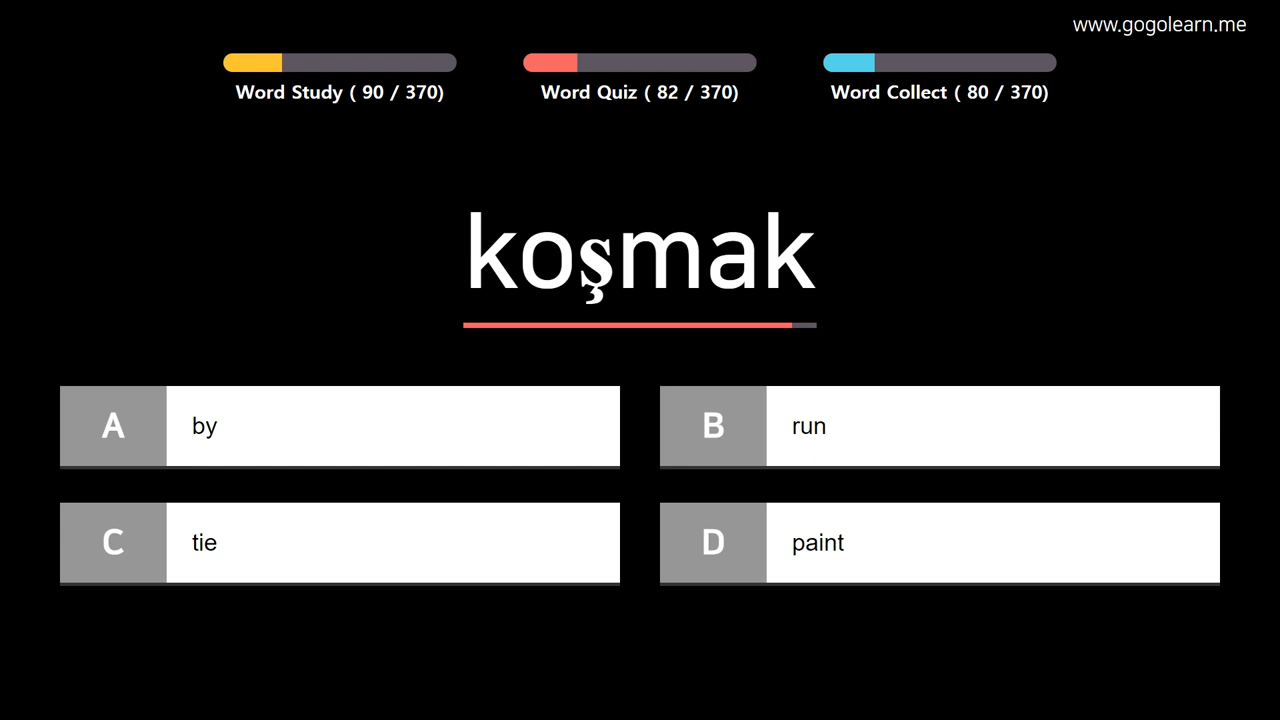 www.gogolearn.me
Word Study ( 90 / 370)
Word Quiz ( 82 / 370)
Word Collect ( 80 / 370)
koşmak
A by
B run
C tie
D paint